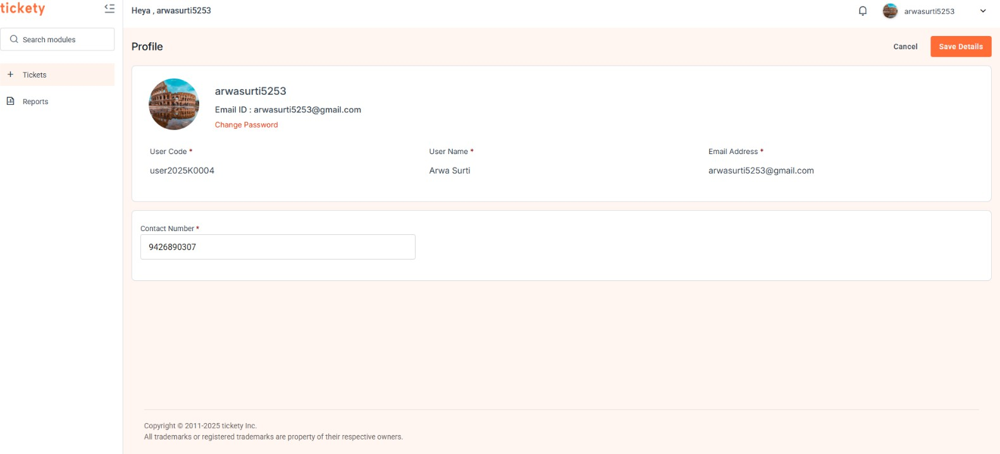 tickety
Heya , arwasurti5253
arwasurti5253
Search modules
Tickets
Reports
Profile
Cancel
Save Details
arwasurti5253
Email ID : arwasurti5253@gmail.com
Change Password
User Code *
user2025K0004
User Name *
Arwa Surti
Email Address *
arwasurti5253@gmail.com
Contact Number *
9426890307
Copyright © 2011-2025 tickety Inc.
All trademarks or registered trademarks are property of their respective owners.